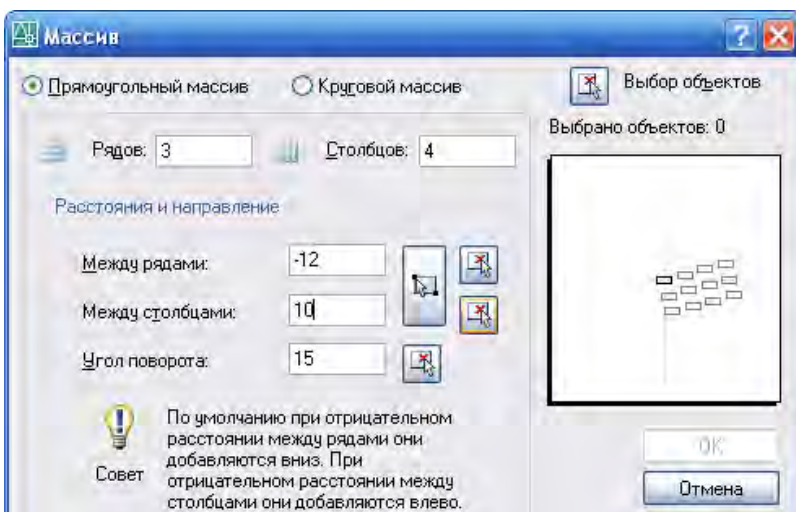 Массив
Прямоугольный массив Круговой массив Выбор объектов
Выбрано объектов: 0
Рядов: 3 Столбцов: 4
Расстояния и направление
Между рядами: -12
Между столбцами: 10
Угол поворота: 15
По умолчанию при отрицательном
расстоянии между рядами они
добавляются вниз. При
отрицательном расстоянии между
столбцами они добавляются влево.
Совет
OK
Отмена